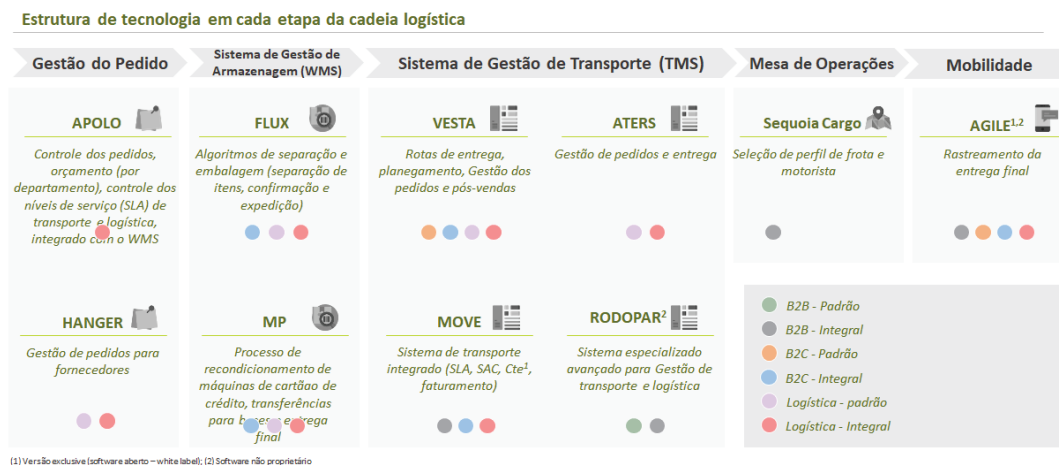 Estrutura de tecnologia em cada etapa da cadeia logística
Gestão do Pedido
Sistema de Gestão de
Armazenagem (WMS)
Sistema de Gestão de Transporte (TMS)
Mesa de Operações
Mobilidade
APOLO
Controle dos pedidos,
orçamento (por
departamento), controle dos
níveis de serviço (SLA) de
transporte e logística,
integrado com o WMS
FLUX
Algoritmos de separação e
embalagem (separação de
itens, confirmação e
expedição)
VESTA
Rotas de entrega,
planegamento, Gestão dos
pedidos e pós-vendas
ATERS
Gestão de pedidos e entrega
Sequoia Cargo
Seleção de perfil de frota e
motorista
AGILE1,2
Rastreamento da
entrega final
HANGER
Gestão de pedidos para
fornecedores
MP
Processo de
recondicionamento de
máquinas de cartãao de
crédito, transferências
para bases e entrega
final
MOVE
Sistema de transporte
integrado (SLA, SAC, Cte1,
faturamento)
RODOPAR2
Sistema especializado
avançado para Gestão de
transporte e logística
B2B - Padrão
B2B - Integral
B2C - Padrão
B2C - Integral
Logística - padrão
Logística - Integral
(1) Versão exclusive (software aberto – white label); (2) Software não proprietário